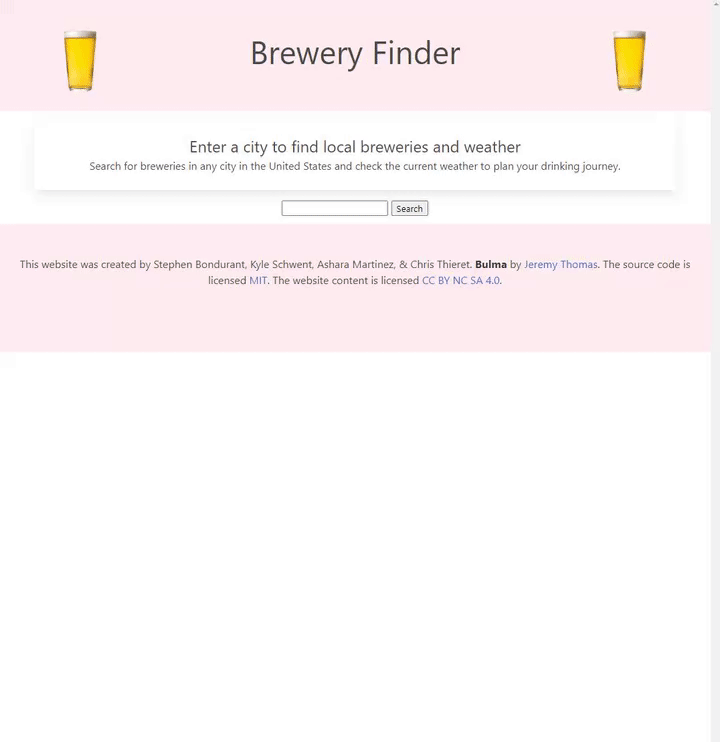 Brewery Finder
Enter a city to find local breweries and weather
Search for breweries in any city in the United States and check the current weather to plan your drinking journey.
Search
This website was created by Stephen Bondurant, Kyle Schwent, Ashara Martinez, & Chris Thieret. Bulma by Jeremy Thomas. The source code is
licensed MIT. The website content is licensed CC BY NC SA 4.0.